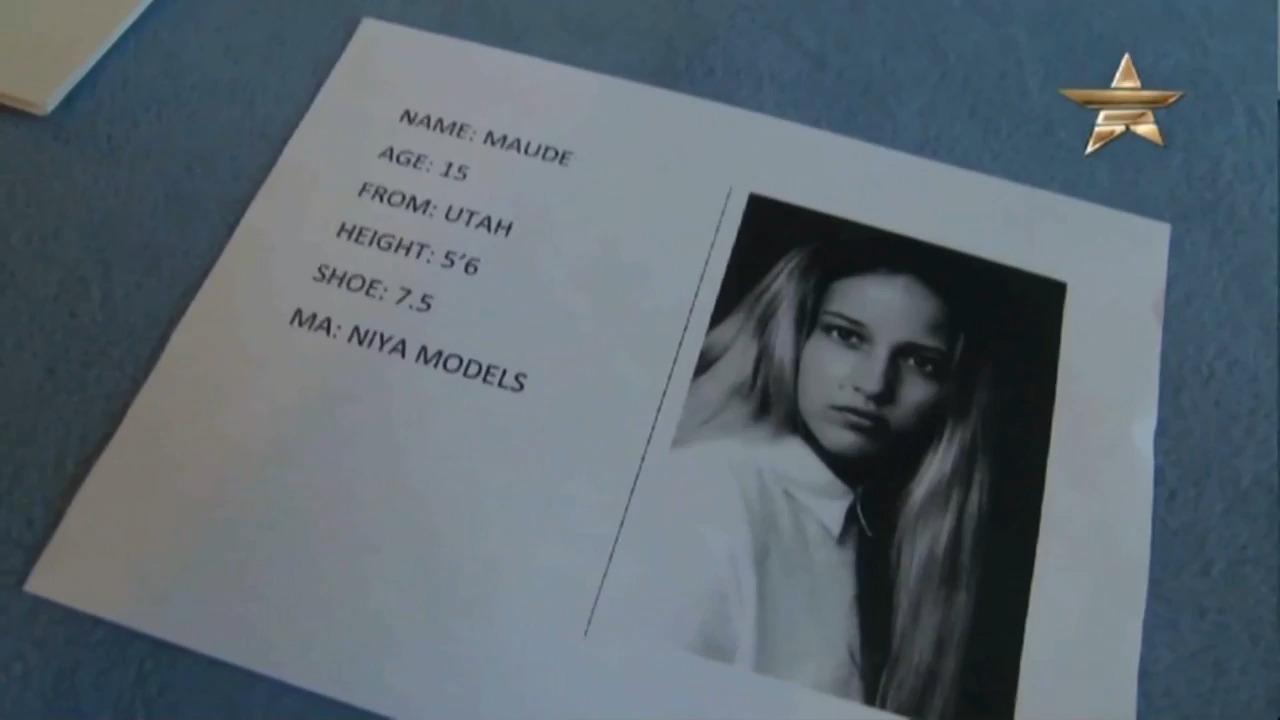 NAME: MAUDE
AGE: 15
FROM: UTAH
HEIGHT: 5'6
SHOE: 7.5
MA: NIYA MODELS